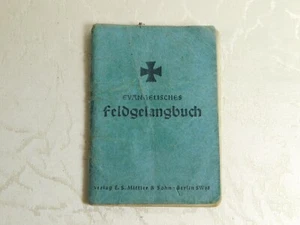 EVANGELISCHES
Feldgesangbuch
Verlag E. S. Mittler & Sohn, Berlin SW 68